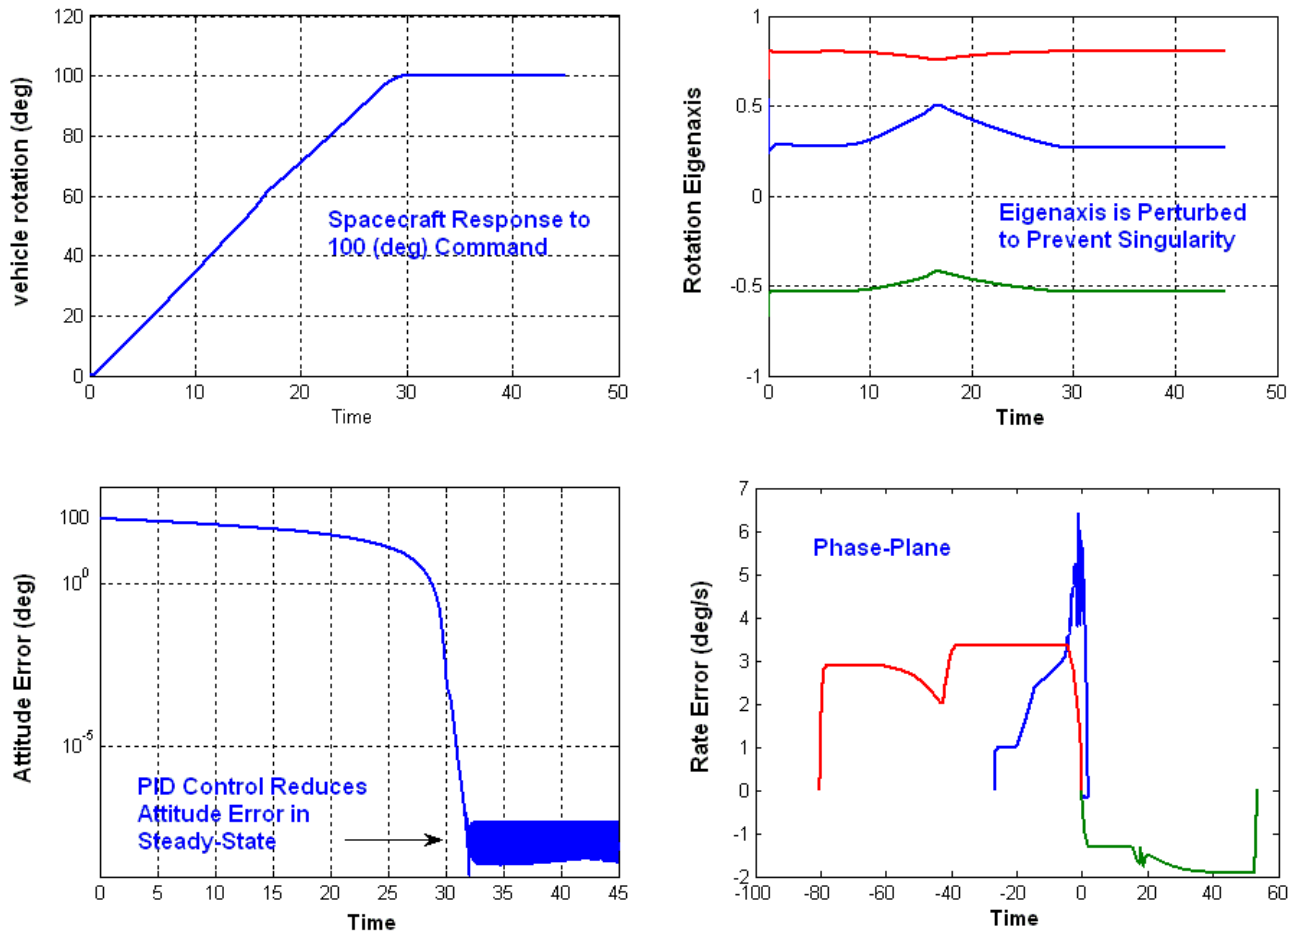 120
100
80
60
40
20
0
vehicle rotation (deg)
Spacecraft Response to
100 (deg) Command
0 10 20 30 40 50
Time
1
0.5
0
-0.5
-1
Rotation Eigenaxis
Eigenaxis is Perturbed
to Prevent Singularity
0 10 20 30 40 50
Time
100
10^0
10^-5
Attitude Error (deg)
PID Control Reduces
Attitude Error in
Steady-State
0 5 10 15 20 25 30 35 40 45
Time
7
6
5
4
3
2
1
0
-1
-2
Rate Error (deg/s)
Phase-Plane
-100 -80 -60 -40 -20 0 20 40 60
Time